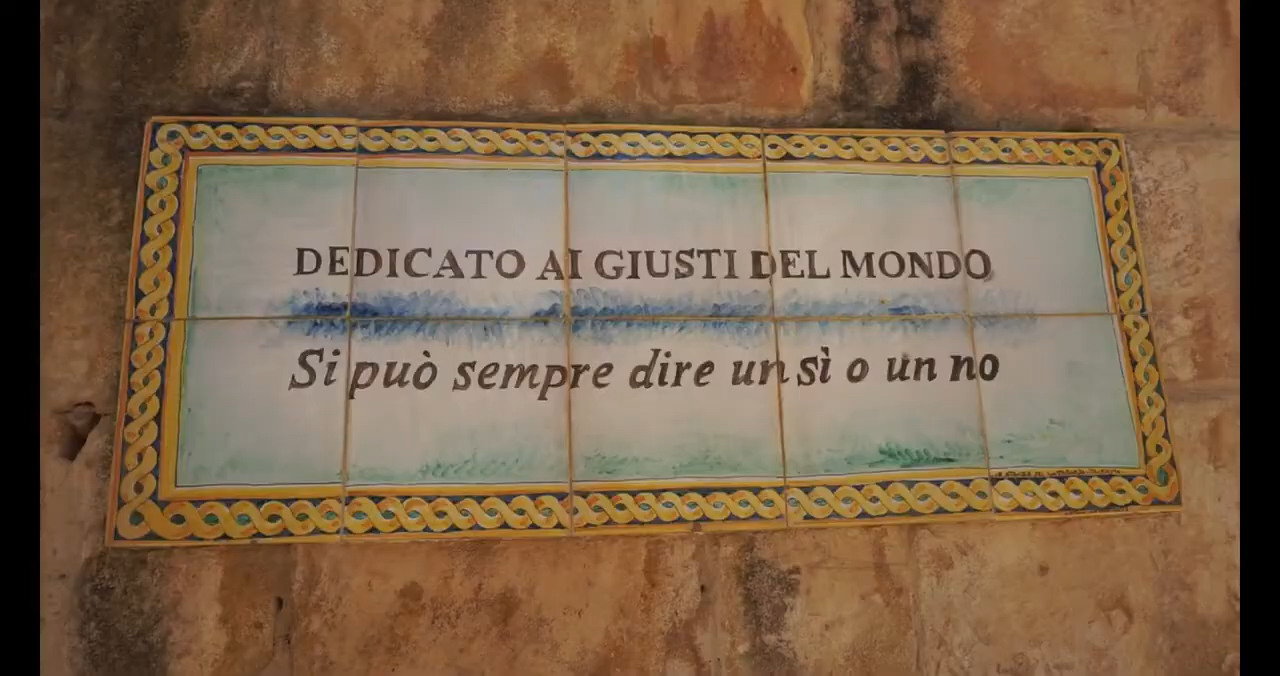 DEDICATO AI GIUSTI DEL MONDO
Si può sempre dire un sì o un no